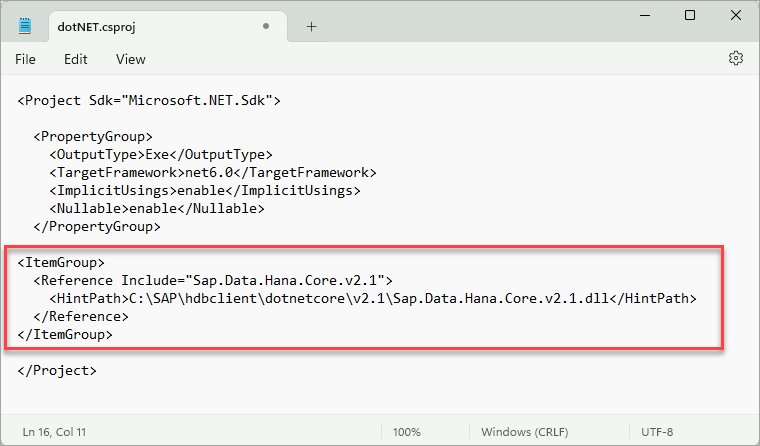 dotNET.csproj
File Edit View
<Project Sdk="Microsoft.NET.Sdk">
  <PropertyGroup>
    <OutputType>Exe</OutputType>
    <TargetFramework>net6.0</TargetFramework>
    <ImplicitUsings>enable</ImplicitUsings>
    <Nullable>enable</Nullable>
  </PropertyGroup>
<ItemGroup>
  <Reference Include="Sap.Data.Hana.Core.v2.1">
    <HintPath>C:\SAP\hdbclient\dotnetcore\v2.1\Sap.Data.Hana.Core.v2.1.dll</HintPath>
  </Reference>
</ItemGroup>
</Project>
Ln 16, Col 11 100% Windows (CRLF) UTF-8